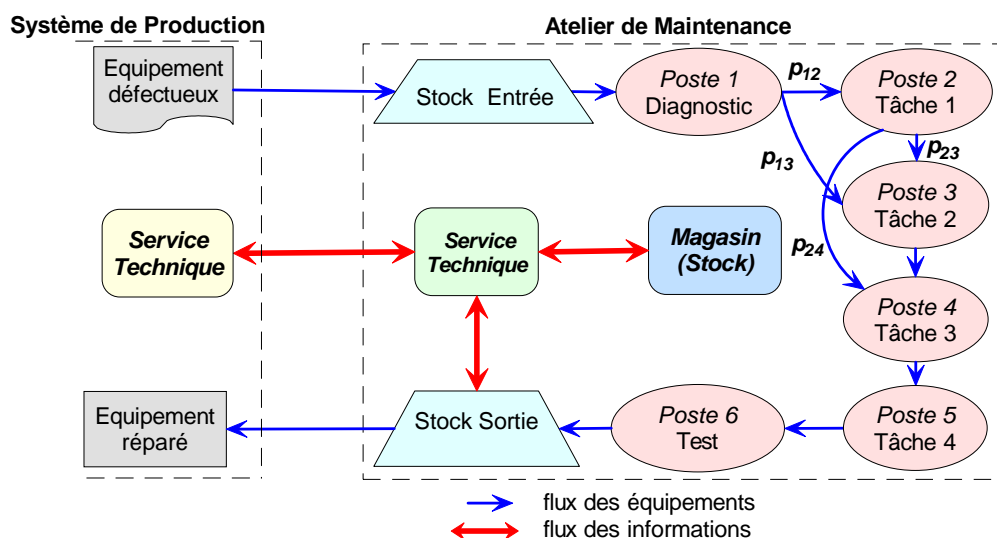 Système de Production
Atelier de Maintenance
Equipement
défectueux
Stock Entrée
Poste 1
Diagnostic
p12
Poste 2
Tâche 1
p13
p23
Poste 3
Tâche 2
p24
Service
Technique
Service
Technique
Magasin
(Stock)
Poste 4
Tâche 3
Equipement
réparé
Stock Sortie
Poste 6
Test
Poste 5
Tâche 4
flux des équipements
flux des informations